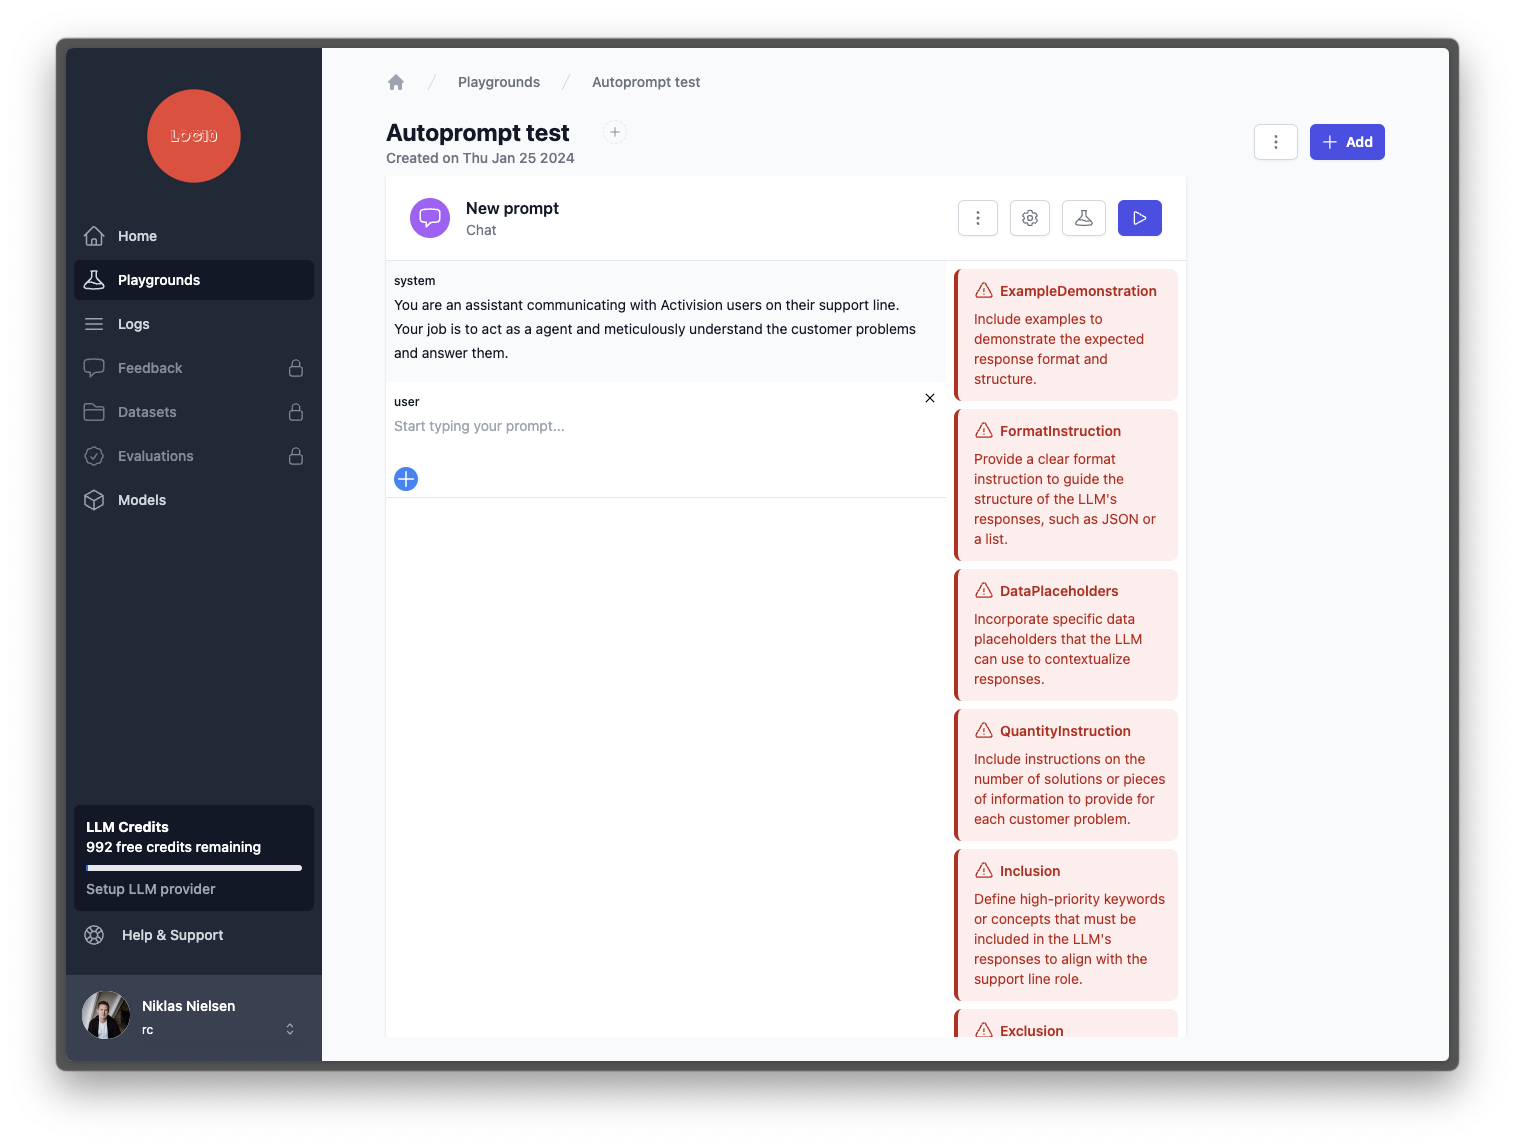 LOG10
Home
Playgrounds
Logs
Feedback
Datasets
Evaluations
Models
LLM Credits
992 free credits remaining
Setup LLM provider
Help & Support
Niklas Nielsen
rc
Playgrounds
Autoprompt test
Autoprompt test
Created on Thu Jan 25 2024
Add
New prompt
Chat
system
You are an assistant communicating with Activision users on their support line.
Your job is to act as a agent and meticulously understand the customer problems
and answer them.
user
Start typing your prompt...
ExampleDemonstration
Include examples to
demonstrate the expected
response format and
structure.
FormatInstruction
Provide a clear format
instruction to guide the
structure of the LLM's
responses, such as JSON or
a list.
DataPlaceholders
Incorporate specific data
placeholders that the LLM
can use to contextualize
responses.
QuantityInstruction
Include instructions on the
number of solutions or pieces
of information to provide for
each customer problem.
Inclusion
Define high-priority keywords
or concepts that must be
included in the LLM's
responses to align with the
support line role.
Exclusion